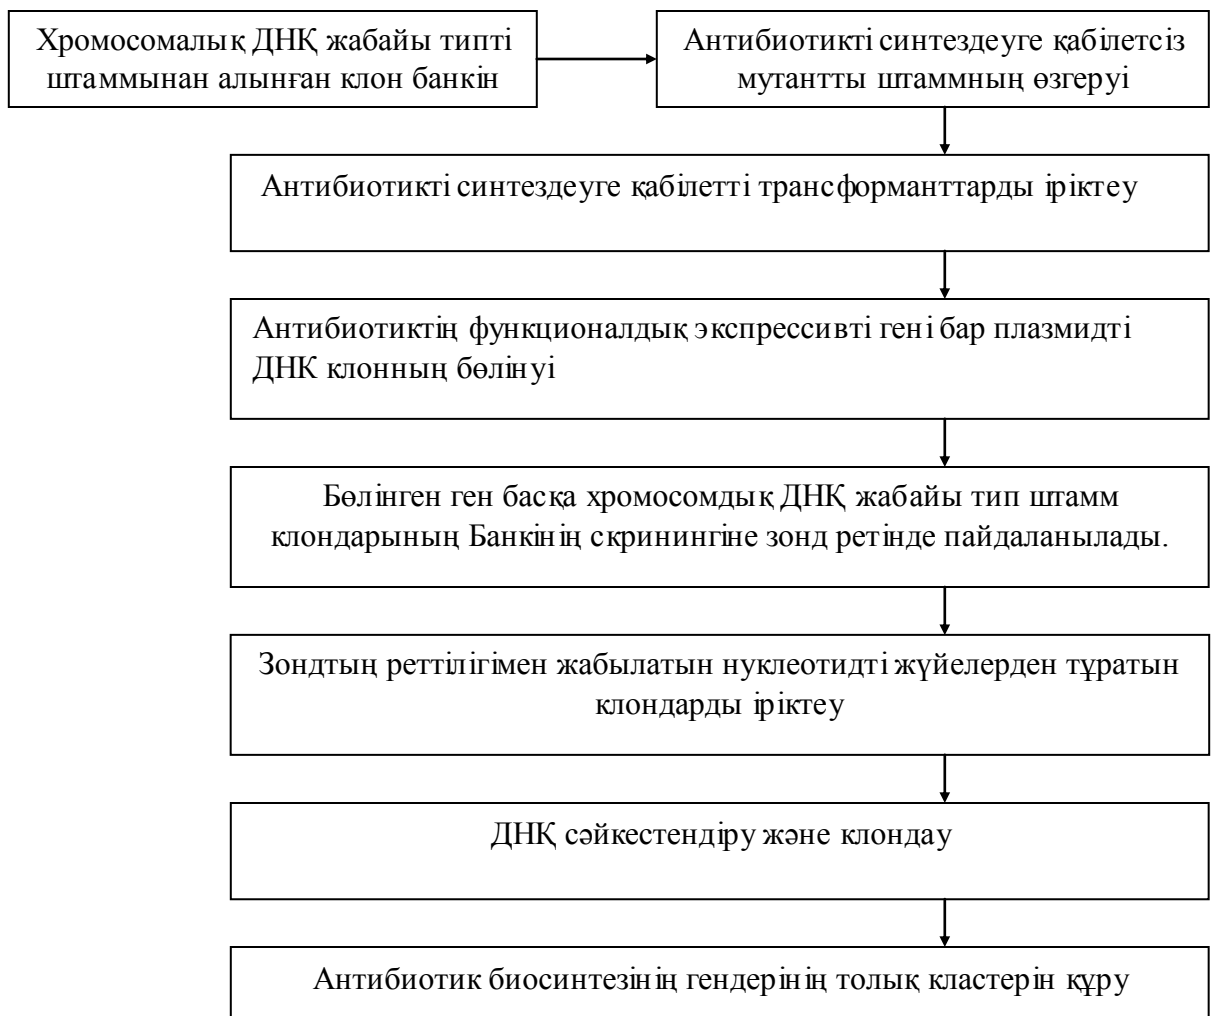 Хромосомалық ДНҚ жабайы типті
штаммынан алынған клон банкін
Антибиотикті синтездеуге қабілетсіз
мутантты штаммның өзгеруі
Антибиотикті синтездеуге қабілетті трансформанттарды іріктеу
Антибиотиктің функционалдық экспрессивті гені бар плазмидті
ДНК клонның бөлінуі
Бөлінген ген басқа хромосомдық ДНҚ жабайы тип штамм
клондарының Банкінің скринингіне зонд ретінде пайдаланылады.
Зондтың реттілігімен жабылатын нуклеотидті жүйелерден тұратын
клондарды іріктеу
ДНҚ сәйкестендіру және клондау
Антибиотик биосинтезінің гендерінің толық кластерін құру